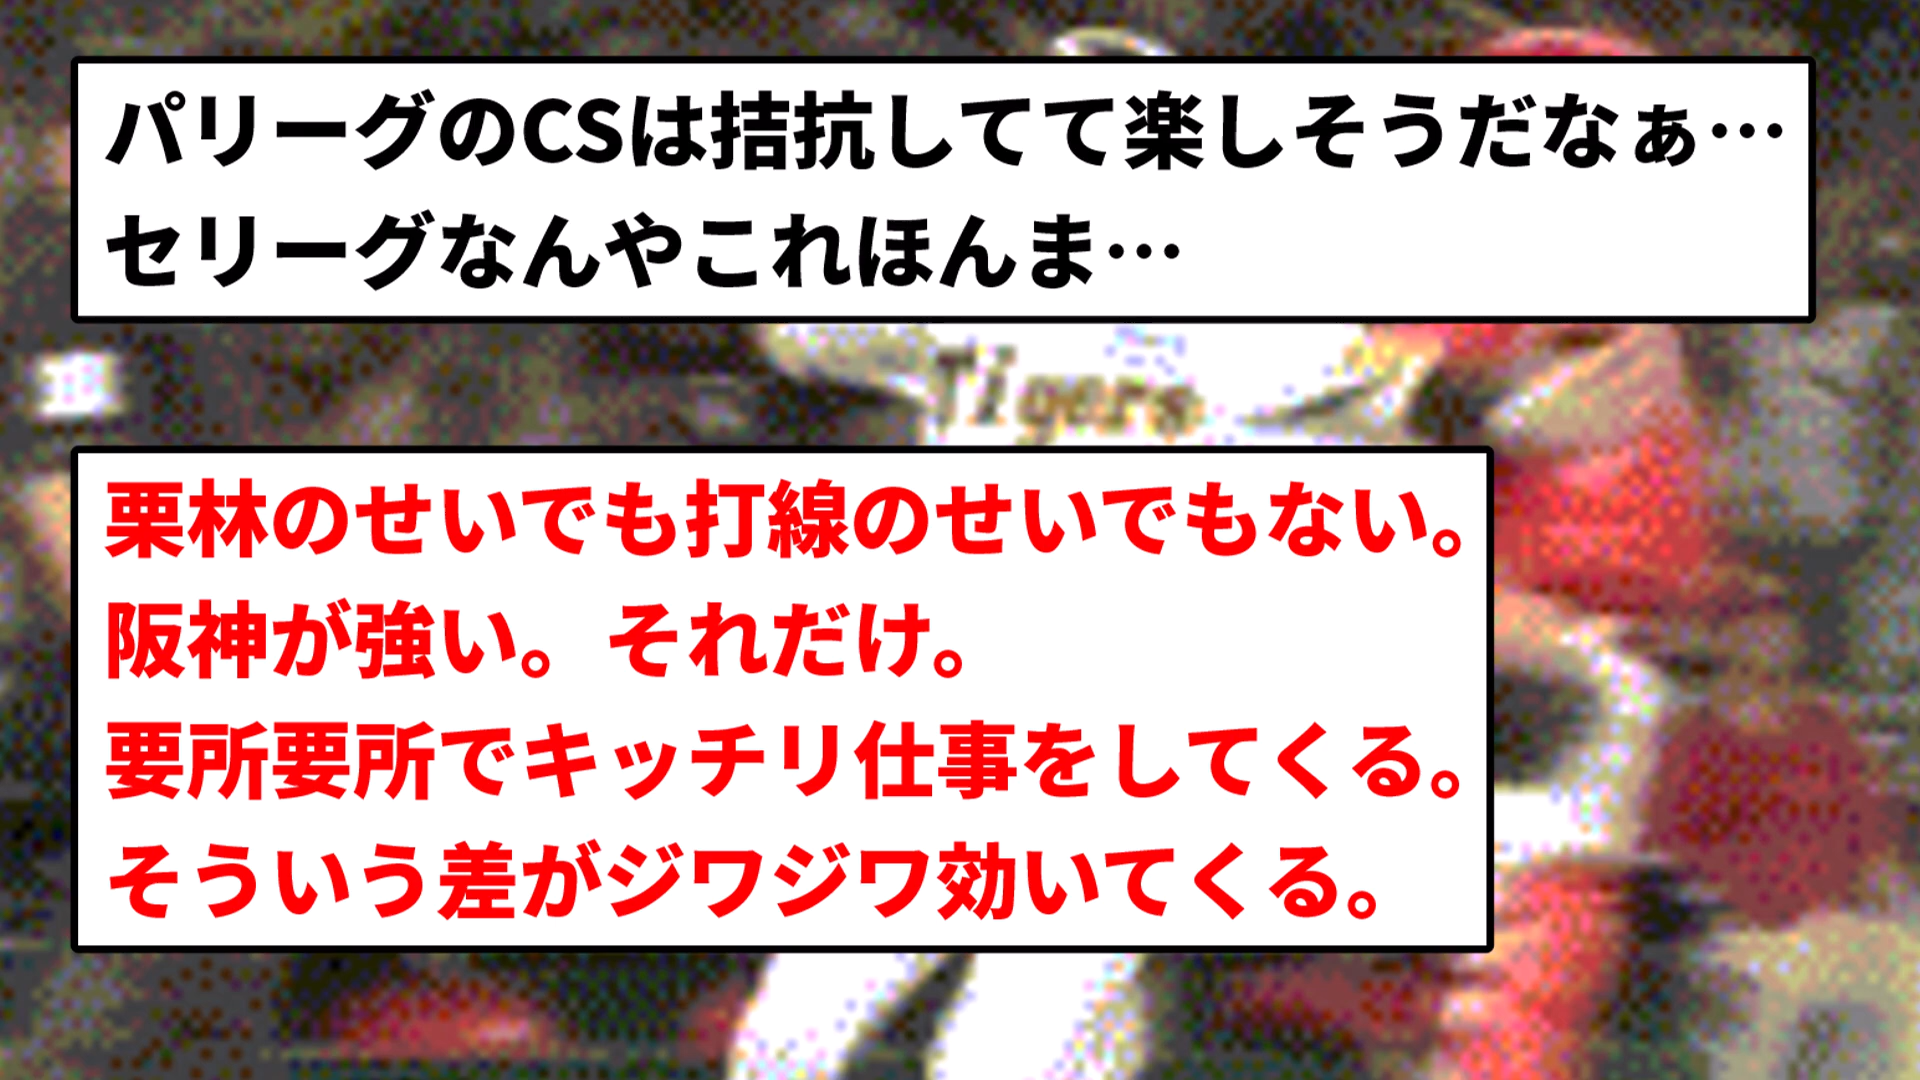 パリーグのCSは拮抗してて楽しそうだなぁ…
セリーグなんやこれほんま…
Tigers
栗林のせいでも打線のせいでもない。
阪神が強い。それだけ。
要所要所でキッチリ仕事をしてくる。
そういう差がジワジワ効いてくる。